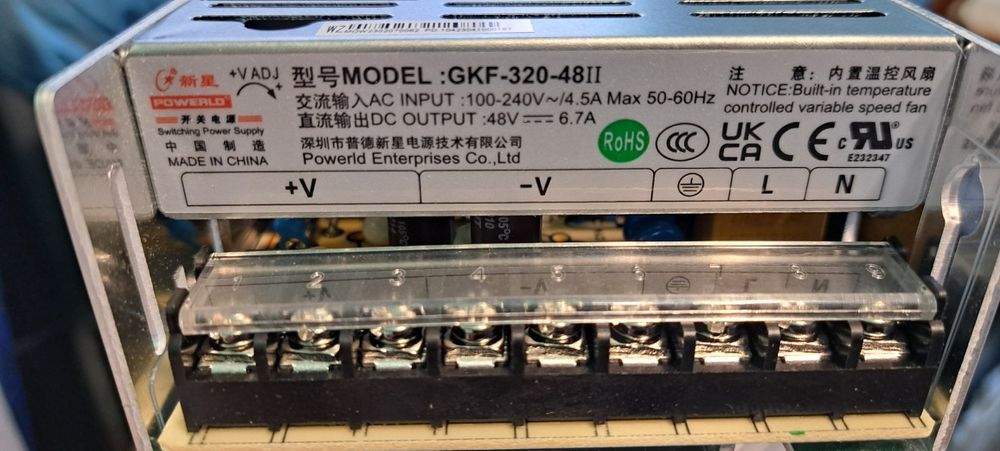 新星
POWERLD
开关电源
Switching Power Supply
中国制造
MADE IN CHINA
+V ADJ
型号MODEL :GKF-320-48II
交流输入AC INPUT :100-240V~/4.5A Max 50-60Hz
直流输出DC OUTPUT :48V 6.7A
深圳市普德新星电源技术有限公司
Powerld Enterprises Co.,Ltd
注 意: 内置温控风扇
NOTICE:Built-in temperature
controlled variable speed fan
RoHS
CCC
UK
CA
CE
c RU US
E232347
+V -V L N
1 2 3 4 5 6 7 8 9
+V -V L N